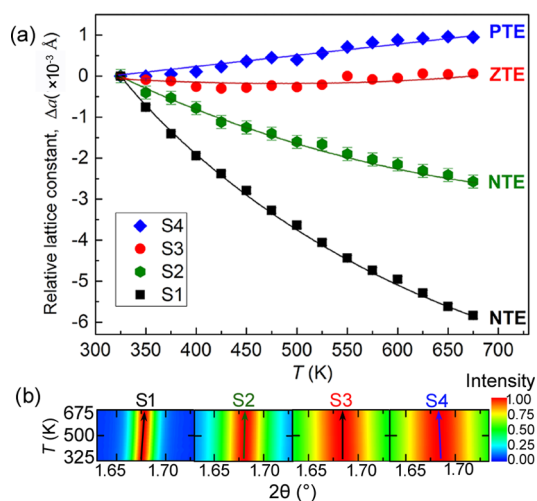 (a)
Relative lattice constant, Δa( ×10⁻³ Å)
1
0
-1
-2
-3
-4
-5
-6
PTE
ZTE
NTE
NTE
S4
S3
S2
S1
300 350 400 450 500 550 600 650 700
T (K)
(b)
S1 S2 S3 S4
Intensity
T (K)
675
500
325
1.00
0.75
0.50
0.25
0.00
1.65 1.70 1.65 1.70 1.65 1.70 1.65 1.70
2θ (°)